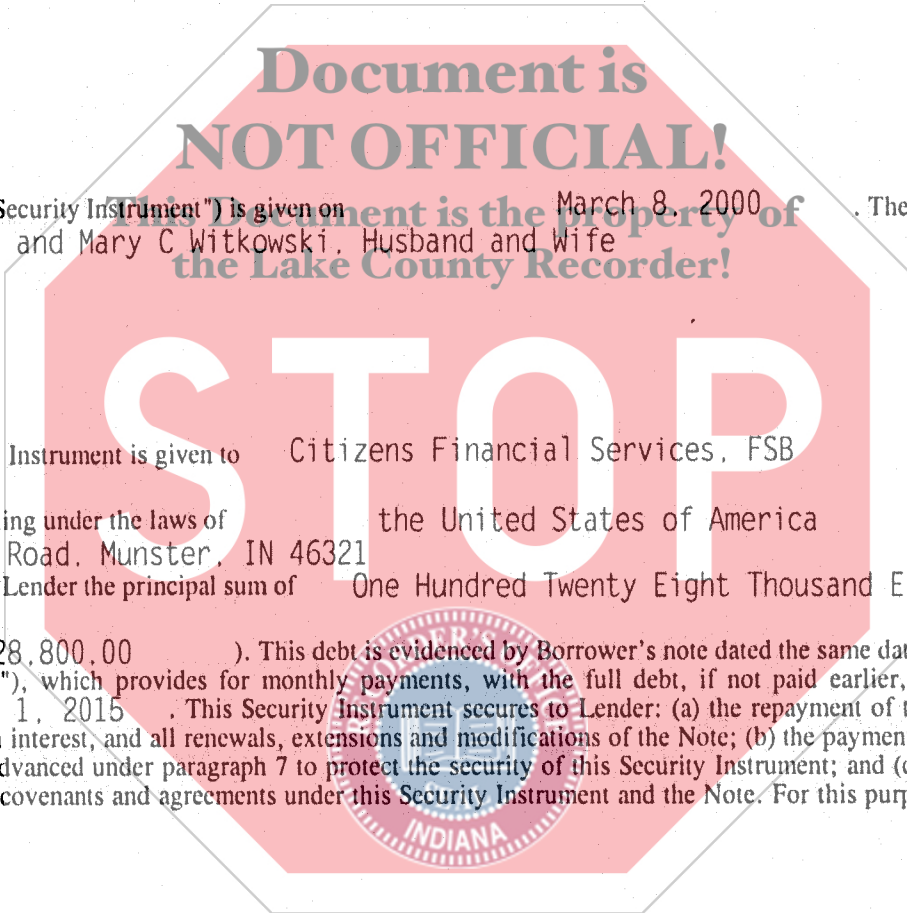 Document is
NOT OFFICIAL!
Security Instrument") is given on March 8, 2000 . The
This Document is the property of
and Mary C Witkowski, Husband and Wife
the Lake County Recorder!
STOP
Instrument is given to Citizens Financial Services, FSB
ing under the laws of the United States of America
Road, Munster, IN 46321
Lender the principal sum of One Hundred Twenty Eight Thousand E
28,800.00 ). This debt is evidenced by Borrower's note dated the same dat
"), which provides for monthly payments, with the full debt, if not paid earlier,
1, 2015 . This Security Instrument secures to Lender: (a) the repayment of t
interest, and all renewals, extensions and modifications of the Note; (b) the payment
dvanced under paragraph 7 to protect the security of this Security Instrument; and (c
covenants and agreements under this Security Instrument and the Note. For this purp
RECORDER'S
INDIANA